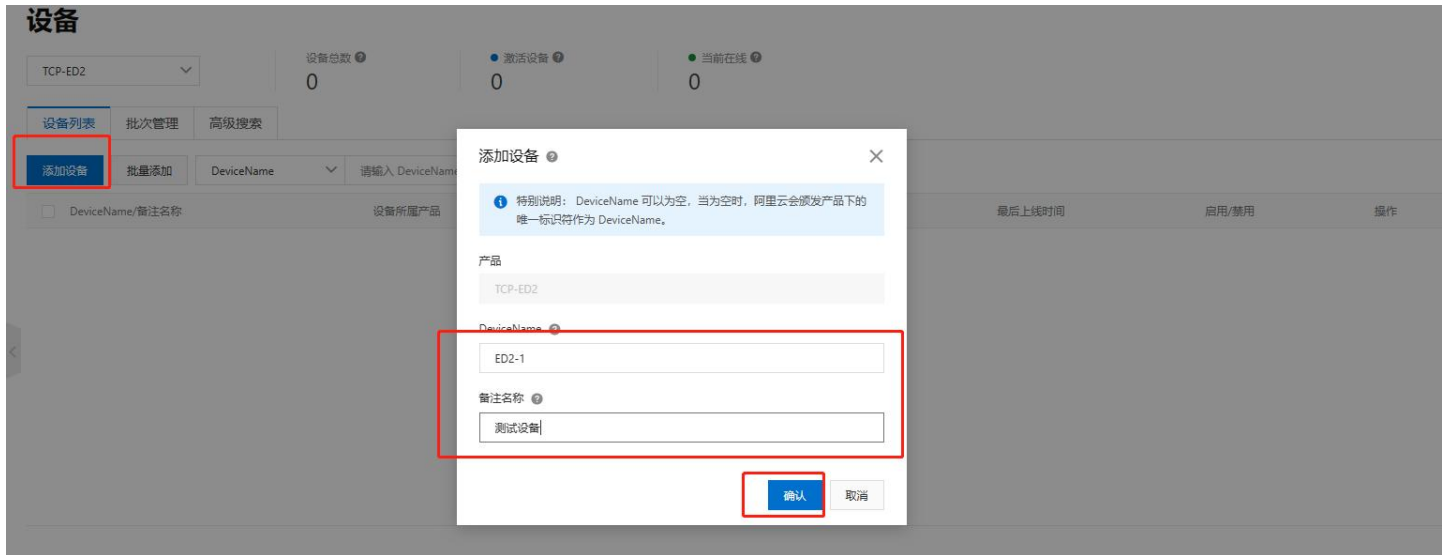 设备
TCP-ED2
设备总数
0
激活设备
0
当前在线
0
设备列表
批次管理
高级搜索
添加设备
批量添加
DeviceName
请输入 DeviceName
DeviceName/备注名称
设备所属产品
最后上线时间
启用/禁用
操作
添加设备
特别说明： DeviceName 可以为空，当为空时，阿里云会颁发产品下的
唯一标识符作为 DeviceName。
产品
TCP-ED2
DeviceName
ED2-1
备注名称
测试设备
确认
取消